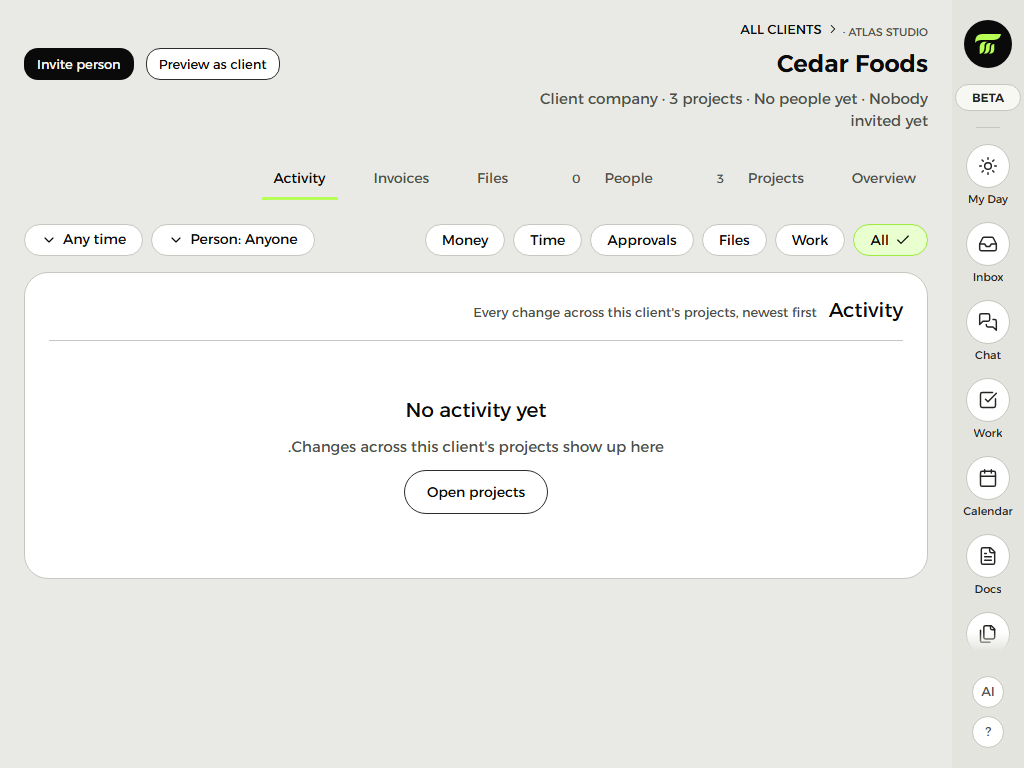 ALL CLIENTS
· ATLAS STUDIO
Cedar Foods
Client company · 3 projects · No people yet · Nobody
invited yet
Invite person
Preview as client
Overview
Projects 3
People 0
Files
Invoices
Activity
All
Work
Files
Approvals
Time
Money
Person: Anyone
Any time
Activity
Every change across this client's projects, newest first
No activity yet
.Changes across this client's projects show up here
Open projects
BETA
My Day
Inbox
Chat
Work
Calendar
Docs
AI
?